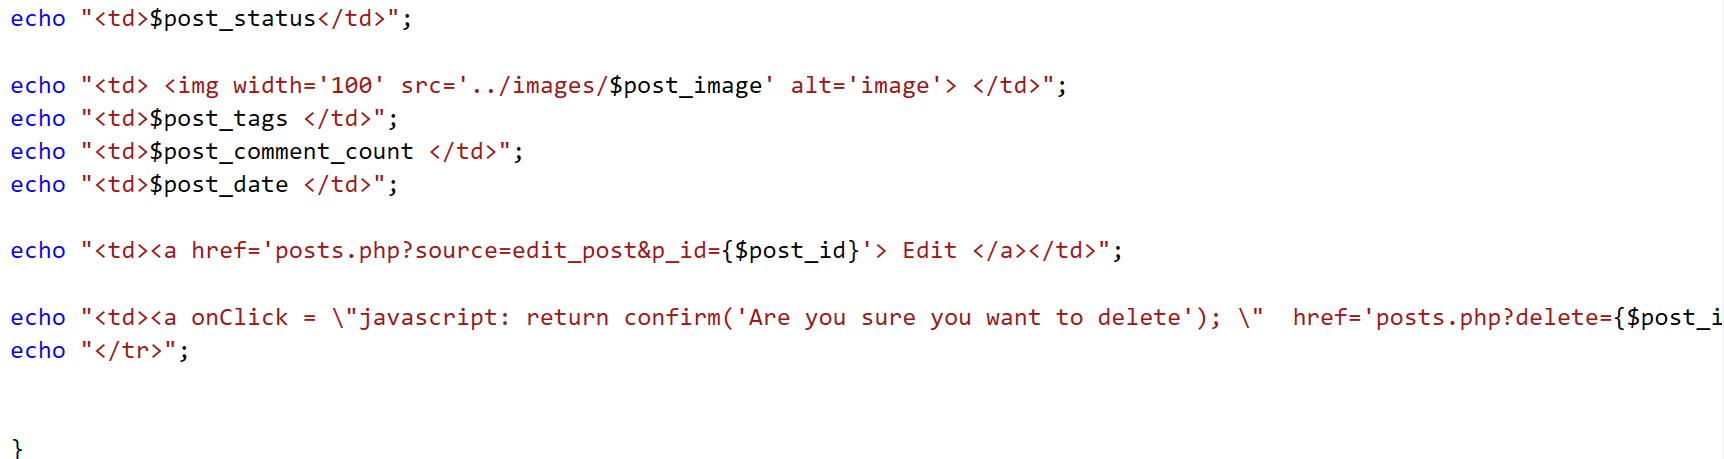 echo "<td>$post_status</td>";
echo "<td> <img width='100' src='../images/$post_image' alt='image'> </td>";
echo "<td>$post_tags </td>";
echo "<td>$post_comment_count </td>";
echo "<td>$post_date </td>";
echo "<td><a href='posts.php?source=edit_post&p_id={$post_id}'> Edit </a></td>";
echo "<td><a onClick = \"javascript: return confirm('Are you sure you want to delete'); \"  href='posts.php?delete={$post_i
echo "</tr>";
}